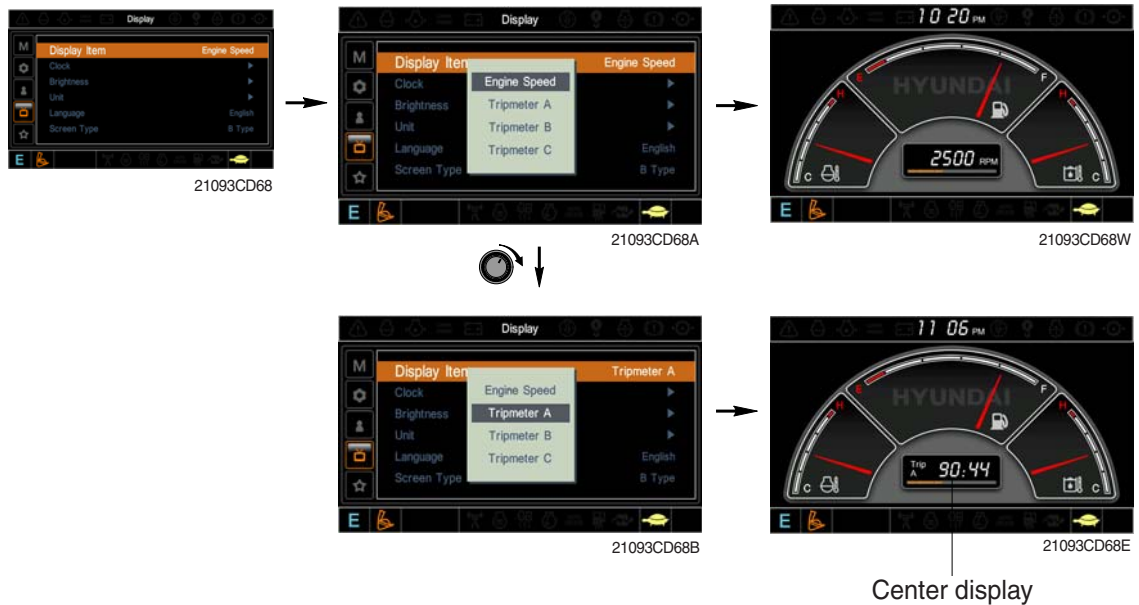 Display
M
Display Item Engine Speed
Clock
Brightness
Unit
Language English
Screen Type B Type
E
21093CD68
Display
M
Display Item Engine Speed
Clock
Brightness
Unit
Language English
Screen Type B Type
Engine Speed
Tripmeter A
Tripmeter B
Tripmeter C
E
21093CD68A
10 20 PM
HYUNDAI
E F
H H
C C
2500 RPM
E
21093CD68W
Display
M
Display Item Tripmeter A
Clock
Brightness
Unit
Language English
Screen Type B Type
Engine Speed
Tripmeter A
Tripmeter B
Tripmeter C
E
21093CD68B
11 06 PM
HYUNDAI
E F
H H
C C
Trip A 90:44
E
21093CD68E
Center display